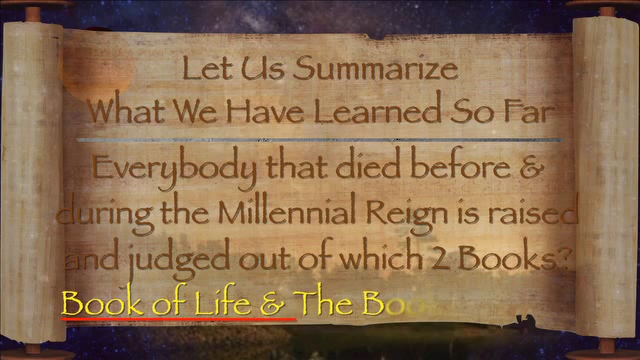 Let Us Summarize
What We Have Learned So Far
Everybody that died before &
during the Millennial Reign is raised
and judged out of which 2 Books?
Book of Life & The